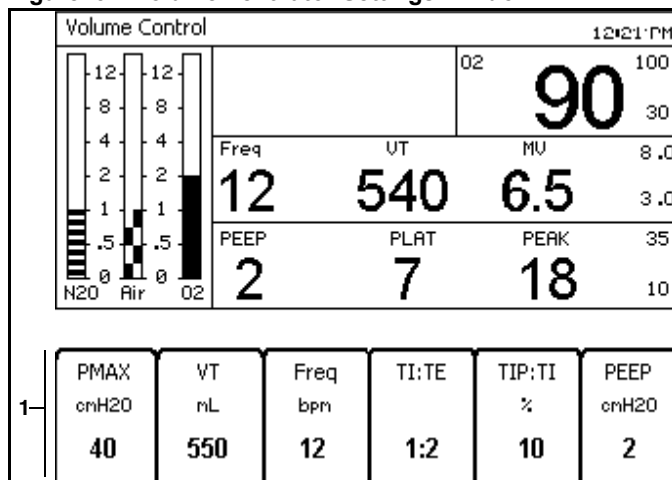 Volume Control 12:21 PM
12 12
8 8
4 4
2 2
1 1
.5 .5
0 0
N2O Air O2
O2 90 100
30
Freq VT MV 8.0
12 540 6.5 3.0
PEEP PLAT PEAK 35
2 7 18 10
1
PMAX VT Freq TI:TE TIP:TI PEEP
cmH2O mL bpm % cmH2O
40 550 12 1:2 10 2